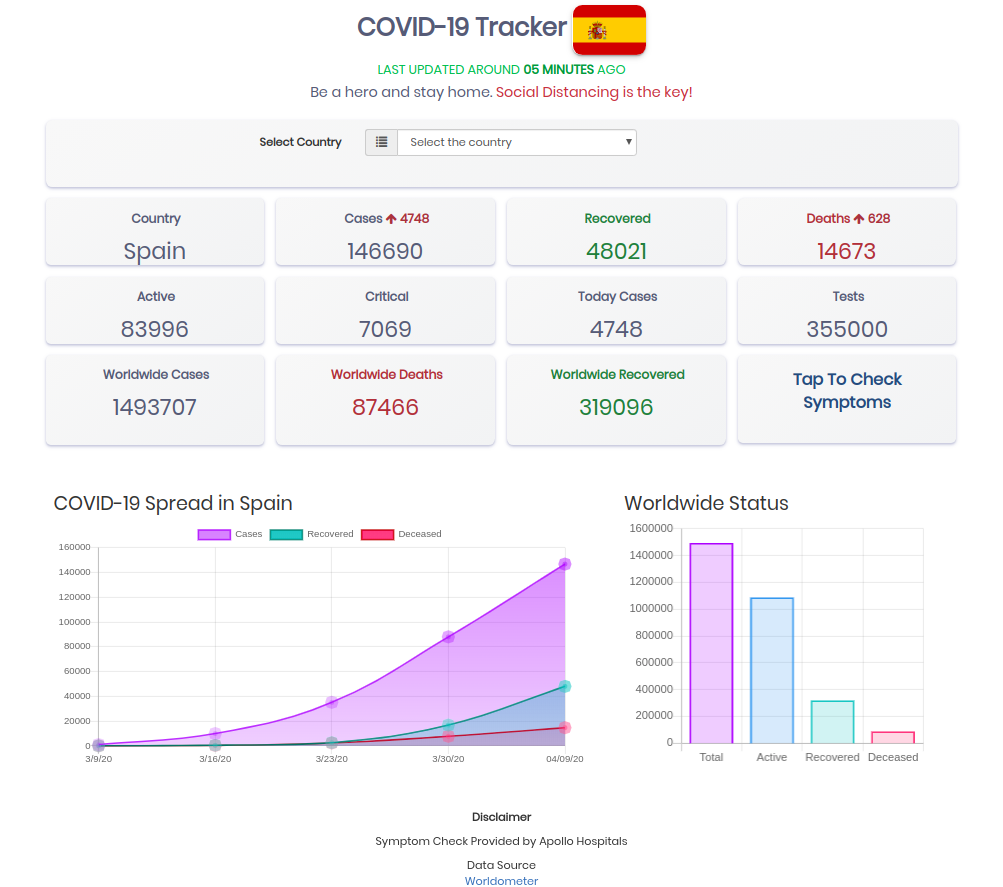 COVID-19 Tracker
LAST UPDATED AROUND 05 MINUTES AGO
Be a hero and stay home. Social Distancing is the key!
Select Country
Select the country
Country
Spain
Cases 4748
146690
Recovered
48021
Deaths 628
14673
Active
83996
Critical
7069
Today Cases
4748
Tests
355000
Worldwide Cases
1493707
Worldwide Deaths
87466
Worldwide Recovered
319096
Tap To Check
Symptoms
COVID-19 Spread in Spain
Cases Recovered Deceased
160000
140000
120000
100000
80000
60000
40000
20000
0
3/9/20 3/16/20 3/23/20 3/30/20 04/09/20
Worldwide Status
1600000
1400000
1200000
1000000
800000
600000
400000
200000
0
Total Active Recovered Deceased
Disclaimer
Symptom Check Provided by Apollo Hospitals
Data Source
Worldometer